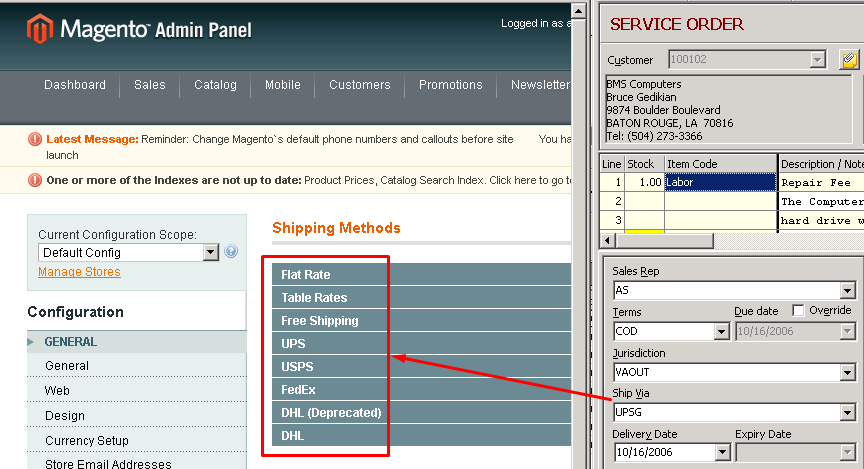 Magento™ Admin Panel
Logged in as a
Dashboard Sales Catalog Mobile Customers Promotions Newsletter
Latest Message: Reminder: Change Magento`s default phone numbers and callouts before site
launch
You ha
One or more of the Indexes are not up to date: Product Prices, Catalog Search Index. Click here to go to
Current Configuration Scope:
Default Config
Manage Stores
Configuration
GENERAL
General
Web
Design
Currency Setup
Store Email Addresses
Shipping Methods
Flat Rate
Table Rates
Free Shipping
UPS
USPS
FedEx
DHL (Deprecated)
DHL
SERVICE ORDER
Customer 100102
BMS Computers
Bruce Gedikian
9874 Boulder Boulevard
BATON ROUGE, LA 70816
Tel: (504) 273-3366
Line Stock Item Code Description / Note
1 1.00 Labor Repair Fee
2 The Computer
3 hard drive w
Sales Rep
AS
Terms Due date Override
COD 10/16/2006
Jurisdiction
VAOUT
Ship Via
UPSG
Delivery Date Expiry Date
10/16/2006